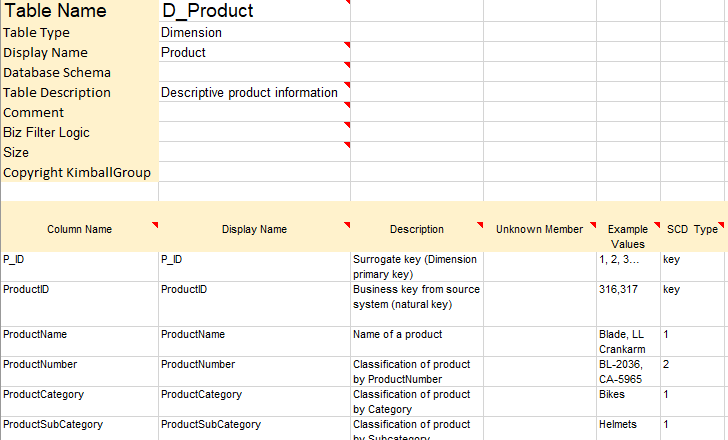 Table Name D_Product
Table Type Dimension
Display Name Product
Database Schema
Table Description Descriptive product information
Comment
Biz Filter Logic
Size
Copyright KimballGroup
Column Name Display Name Description Unknown Member Example Values SCD Type
P_ID P_ID Surrogate key (Dimension primary key) 1, 2, 3... key
ProductID ProductID Business key from source system (natural key) 316,317 key
ProductName ProductName Name of a product Blade, LL Crankarm 1
ProductNumber ProductNumber Classification of product by ProductNumber BL-2036, CA-5965 2
ProductCategory ProductCategory Classification of product by Category Bikes 1
ProductSubCategory ProductSubCategory Classification of product by Subcategory Helmets 1